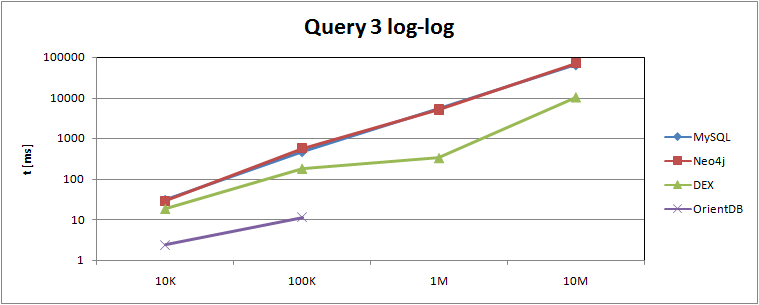 Query 3 log-log
100000
10000
1000
100
10
1
t [ms]
10K 100K 1M 10M
MySQL
Neo4j
DEX
OrientDB